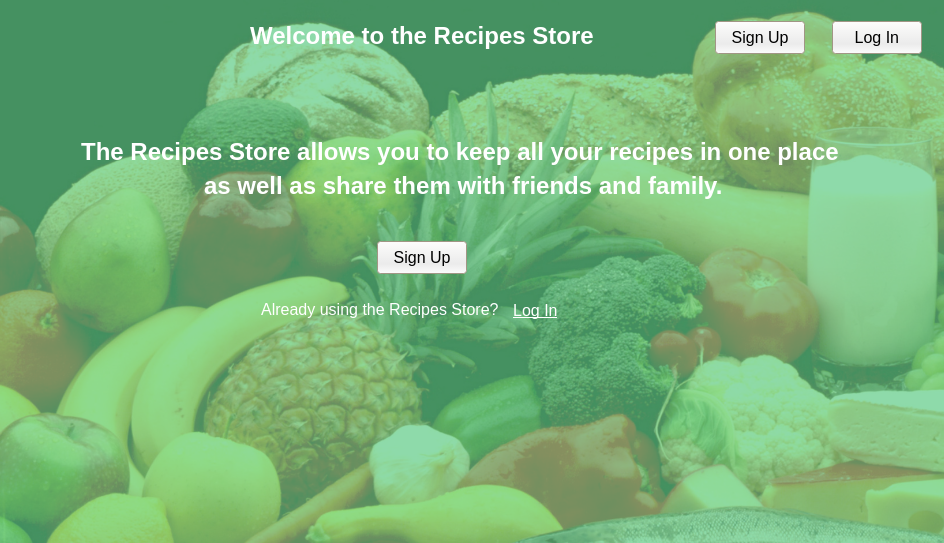 Welcome to the Recipes Store
Sign Up
Log In
The Recipes Store allows you to keep all your recipes in one place
as well as share them with friends and family.
Sign Up
Already using the Recipes Store? Log In